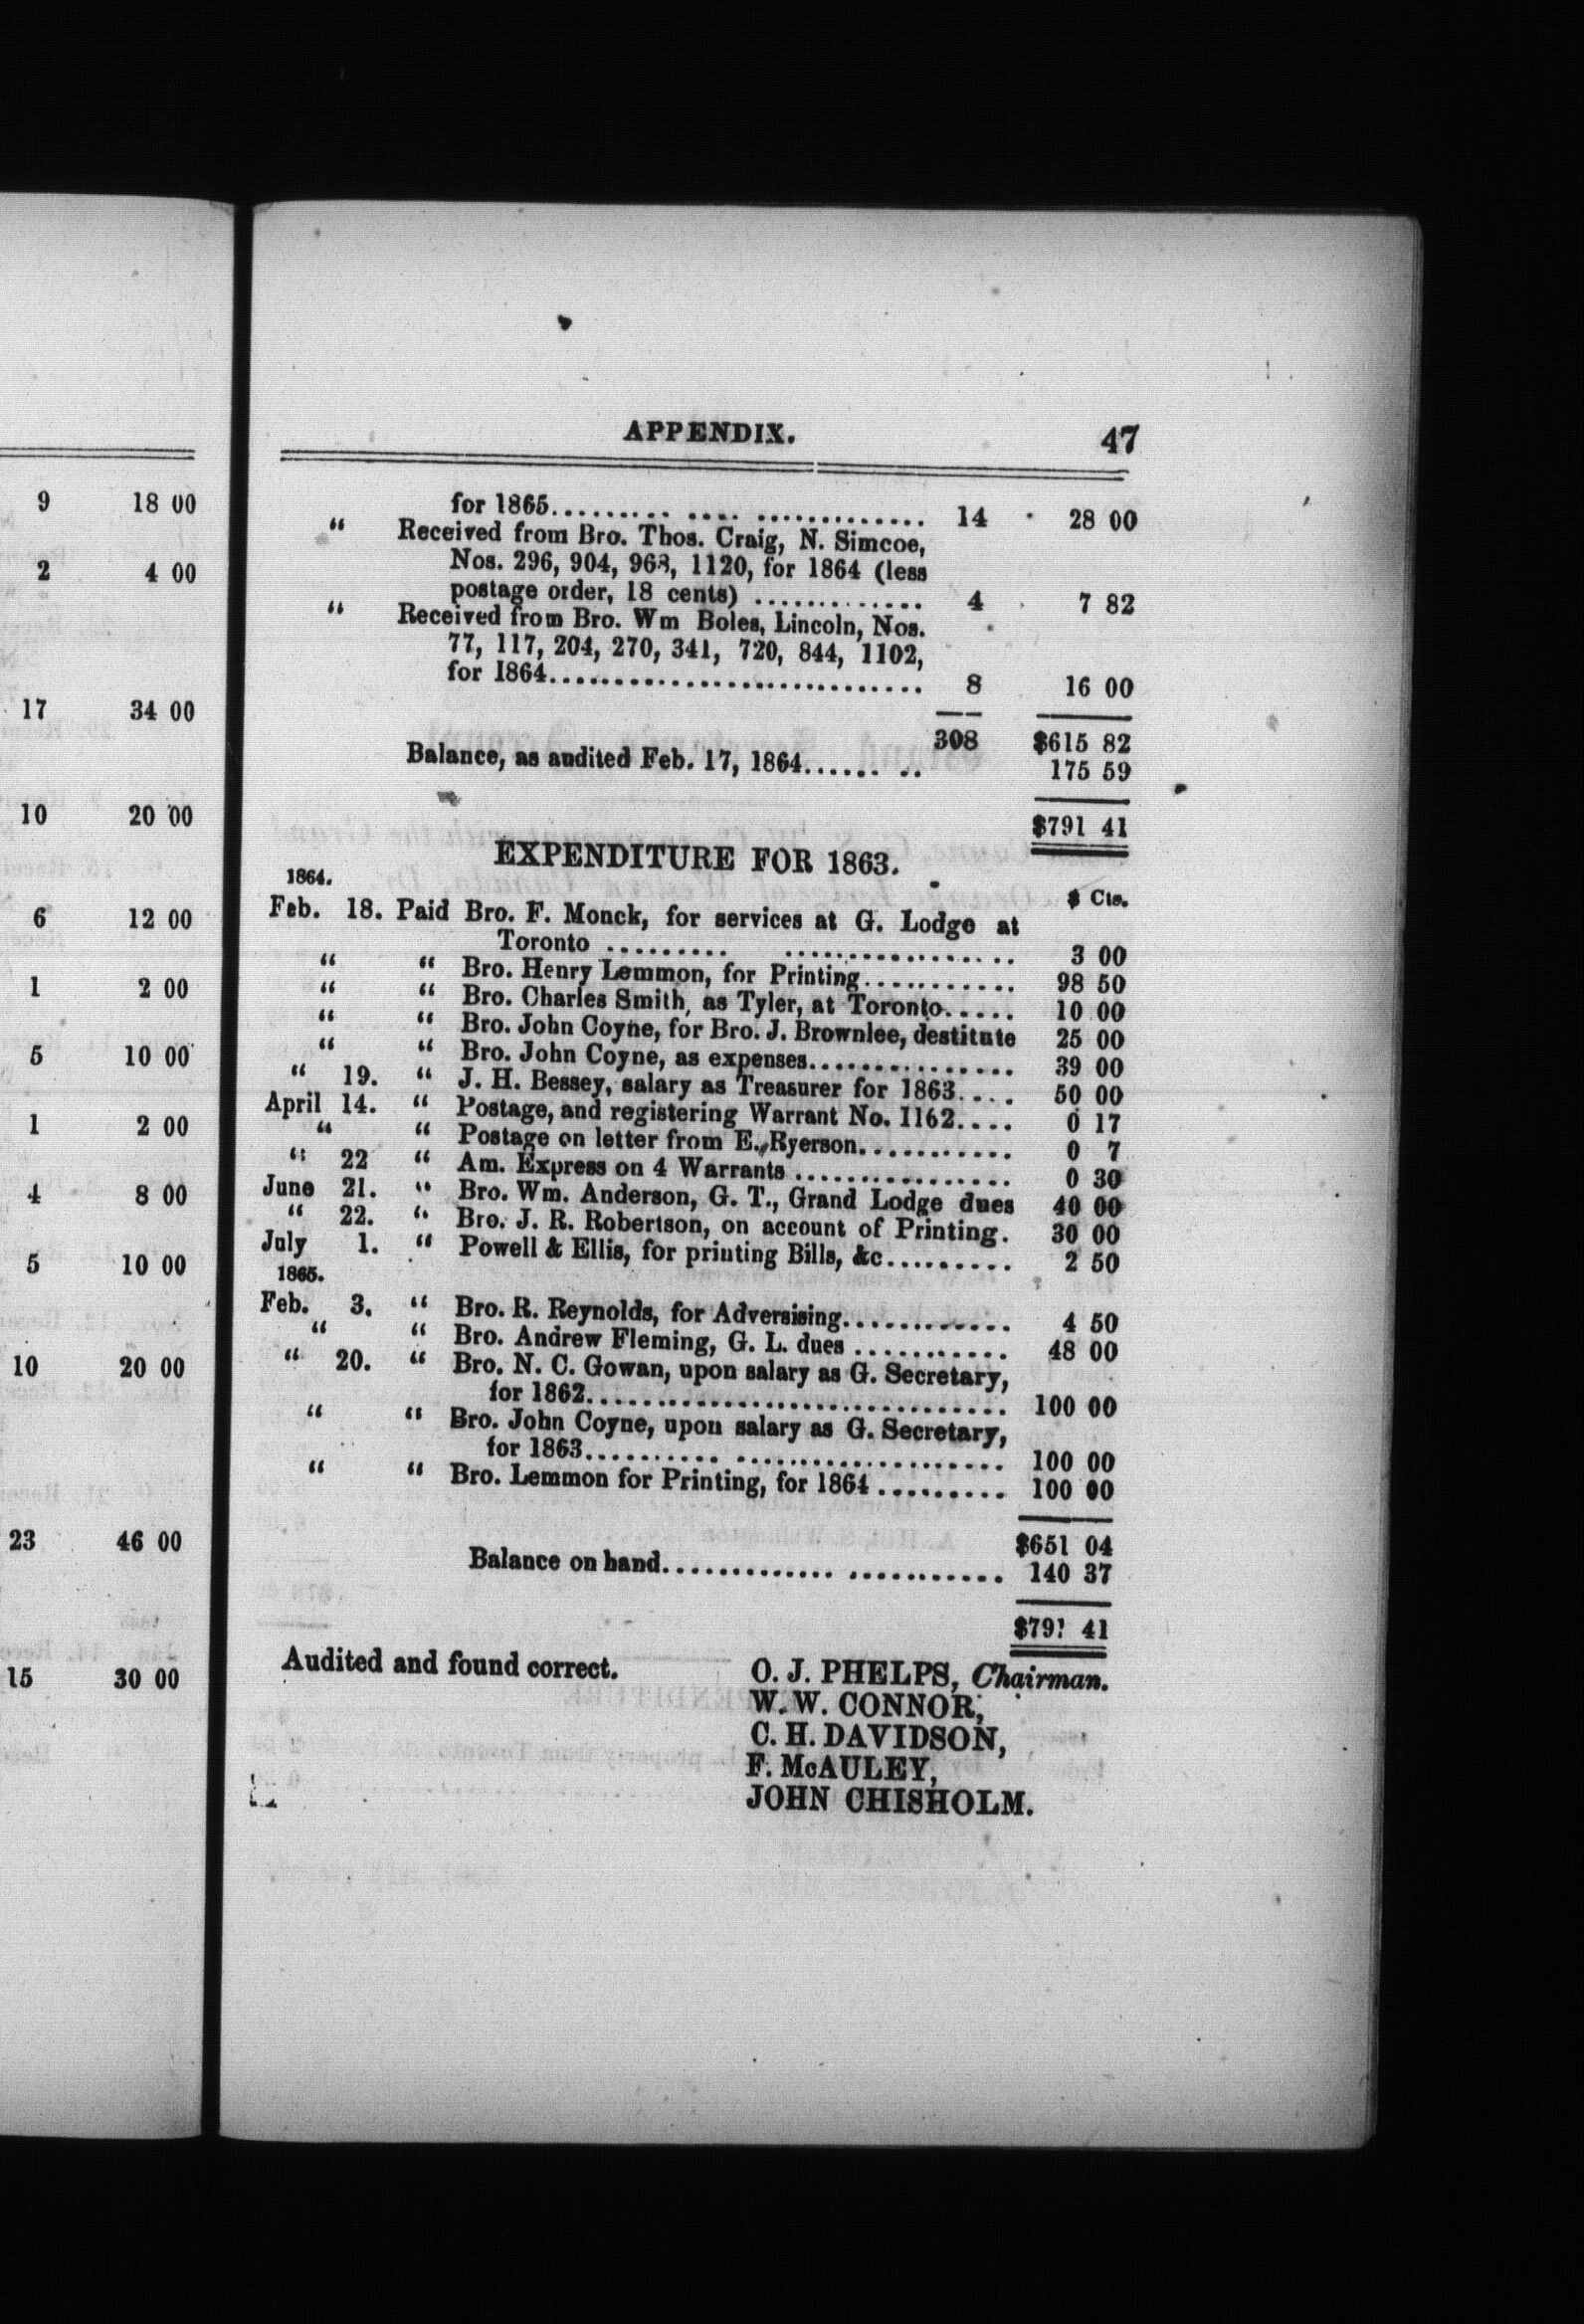 9 18 00
2 4 00
17 34 00
10 20 00
6 12 00
1 2 00
5 10 00
1 2 00
4 8 00
5 10 00
10 20 00
23 46 00
15 30 00
APPENDIX. 47
for 1865............................ 14 28 00
“ Received from Bro. Thos. Craig, N. Simcoe,
Nos. 296, 904, 968, 1120, for 1864 (less
postage order, 18 cents) ............. 4 7 82
“ Received from Bro. Wm Boles, Lincoln, Nos.
77, 117, 204, 270, 341, 720, 844, 1102,
for 1864............................. 8 16 00
308 $615 82
Balance, as audited Feb. 17, 1864........ 175 59
$791 41
EXPENDITURE FOR 1863.
1864. $ Cts.
Feb. 18. Paid Bro. F. Monck, for services at G. Lodge at
Toronto ......... ................. 3 00
“ “ Bro. Henry Lemmon, for Printing........... 98 50
“ “ Bro. Charles Smith, as Tyler, at Toronto..... 10 00
“ “ Bro. John Coyne, for Bro. J. Brownlee, destitute 25 00
“ “ Bro. John Coyne, as expenses............... 39 00
“ 19. “ J. H. Bessey, salary as Treasurer for 1863.... 50 00
April 14. “ Postage, and registering Warrant No. 1162.... 0 17
“ “ Postage on letter from E. Ryerson........... 0 7
“ 22 “ Am. Express on 4 Warrants ................ 0 30
June 21. “ Bro. Wm. Anderson, G. T., Grand Lodge dues 40 00
“ 22. “ Bro. J. R. Robertson, on account of Printing. 30 00
July 1. “ Powell & Ellis, for printing Bills, &c......... 2 50
1865.
Feb. 3. “ Bro. R. Reynolds, for Adversising............ 4 50
“ “ Bro. Andrew Fleming, G. L. dues ........... 48 00
“ 20. “ Bro. N. C. Gowan, upon salary as G. Secretary,
for 1862.............................. 100 00
“ “ Bro. John Coyne, upon salary as G. Secretary,
for 1863.......... ................... 100 00
“ “ Bro. Lemmon for Printing, for 1864 ......... 100 00
$651 04
Balance on hand............. ........... 140 37
$791 41
Audited and found correct. O. J. PHELPS, Chairman.
W. W. CONNOR,
C. H. DAVIDSON,
F. McAULEY,
JOHN CHISHOLM.